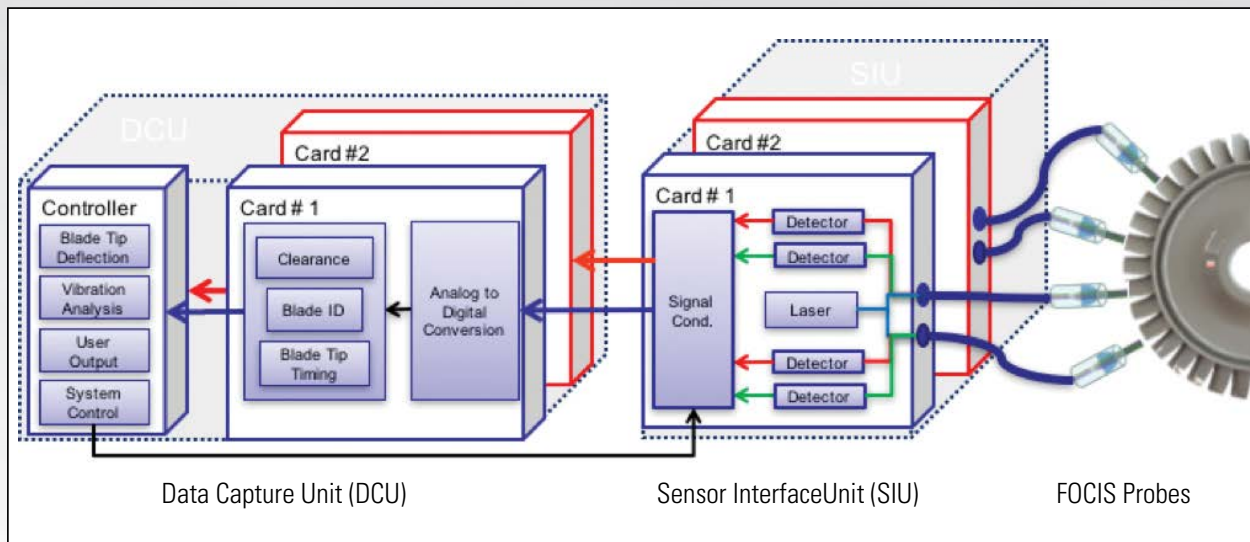 DCU
SIU
Card #2
Card #2
Controller
Card # 1
Card # 1
Blade Tip
Deflection
Vibration
Analysis
User
Output
System
Control
Clearance
Blade ID
Blade Tip
Timing
Analog to
Digital
Conversion
Signal
Cond.
Detector
Detector
Laser
Detector
Detector
Data Capture Unit (DCU)
Sensor InterfaceUnit (SIU)
FOCIS Probes